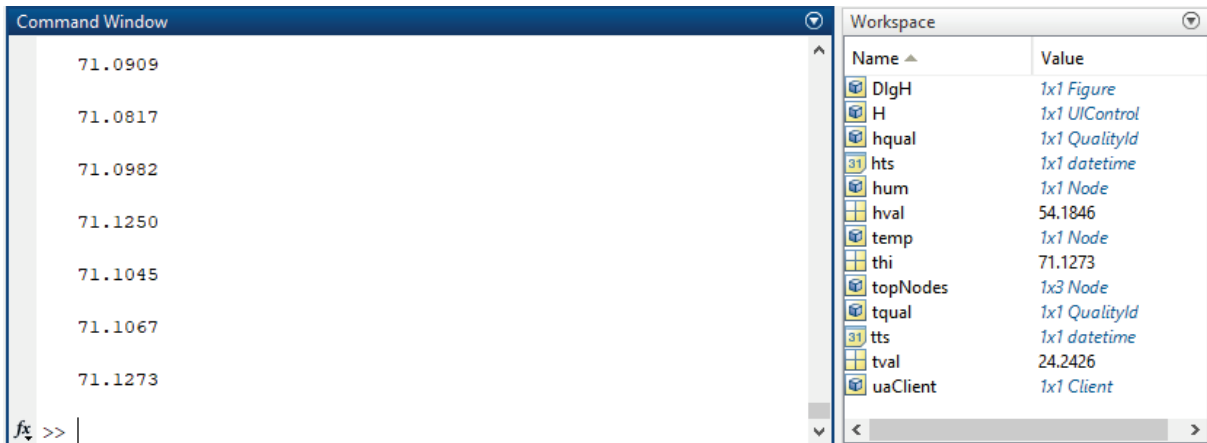 Command Window
71.0909
71.0817
71.0982
71.1250
71.1045
71.1067
71.1273
fx >>
Workspace
Name Value
DlgH 1x1 Figure
H 1x1 UIControl
hqual 1x1 QualityId
31 hts 1x1 datetime
hum 1x1 Node
hval 54.1846
temp 1x1 Node
thi 71.1273
topNodes 1x3 Node
tqual 1x1 QualityId
31 tts 1x1 datetime
tval 24.2426
uaClient 1x1 Client